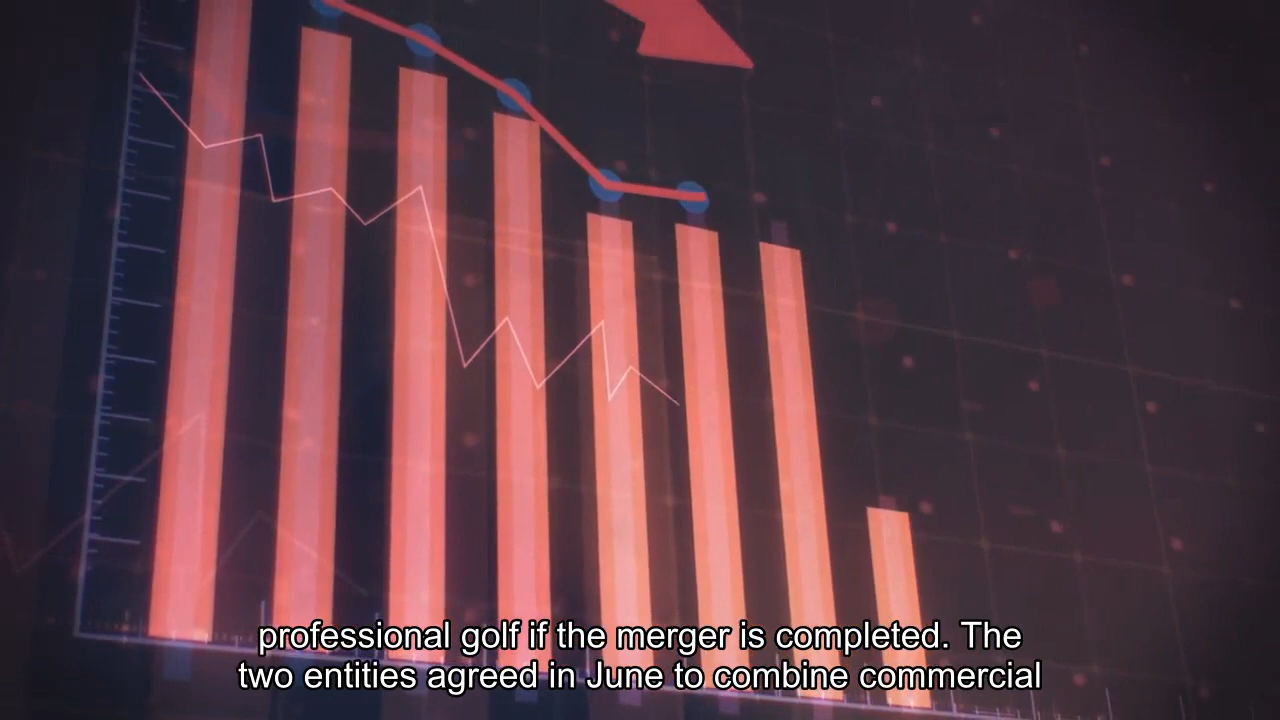 professional golf if the merger is completed. The
two entities agreed in June to combine commercial